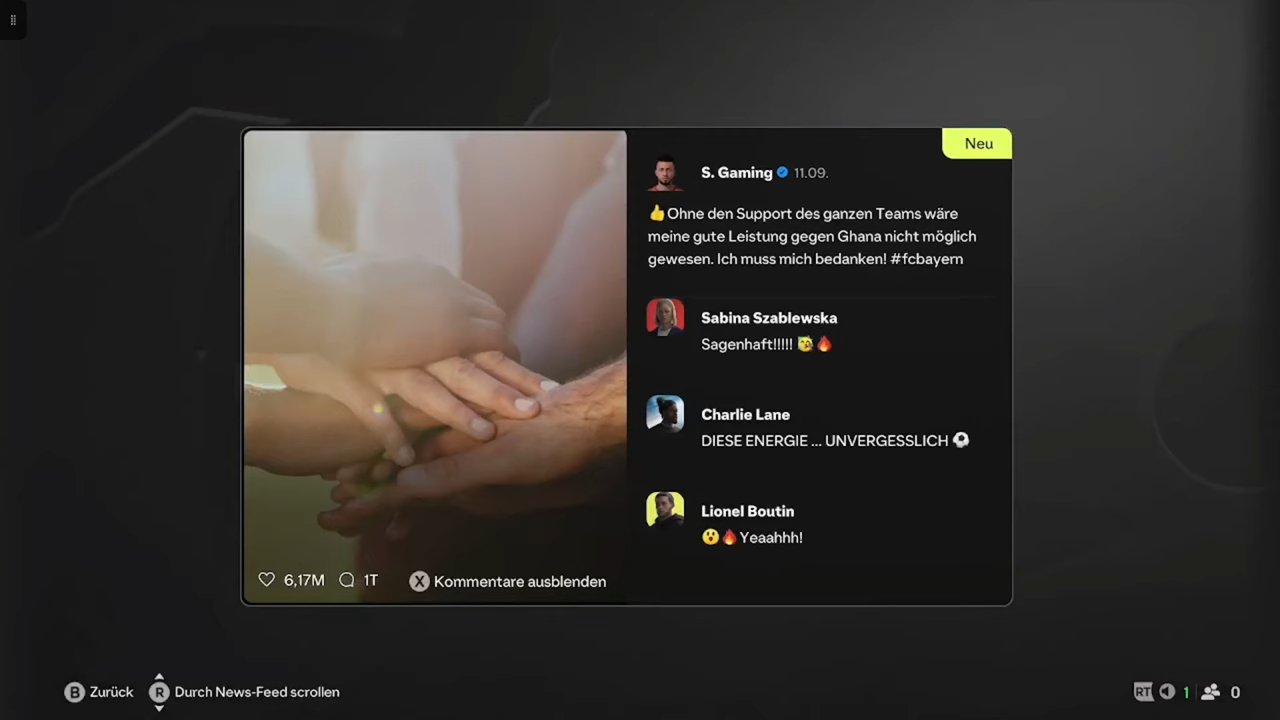 Neu
S. Gaming 11.09.
👍Ohne den Support des ganzen Teams wäre
meine gute Leistung gegen Ghana nicht möglich
gewesen. Ich muss mich bedanken! #fcbayern
Sabina Szablewska
Sagenhaft!!!!! 🥳🔥
Charlie Lane
DIESE ENERGIE ... UNVERGESSLICH ⚽
Lionel Boutin
😮🔥Yeaahhh!
6,17M 1T X Kommentare ausblenden
B Zurück R Durch News-Feed scrollen
RT 1 0